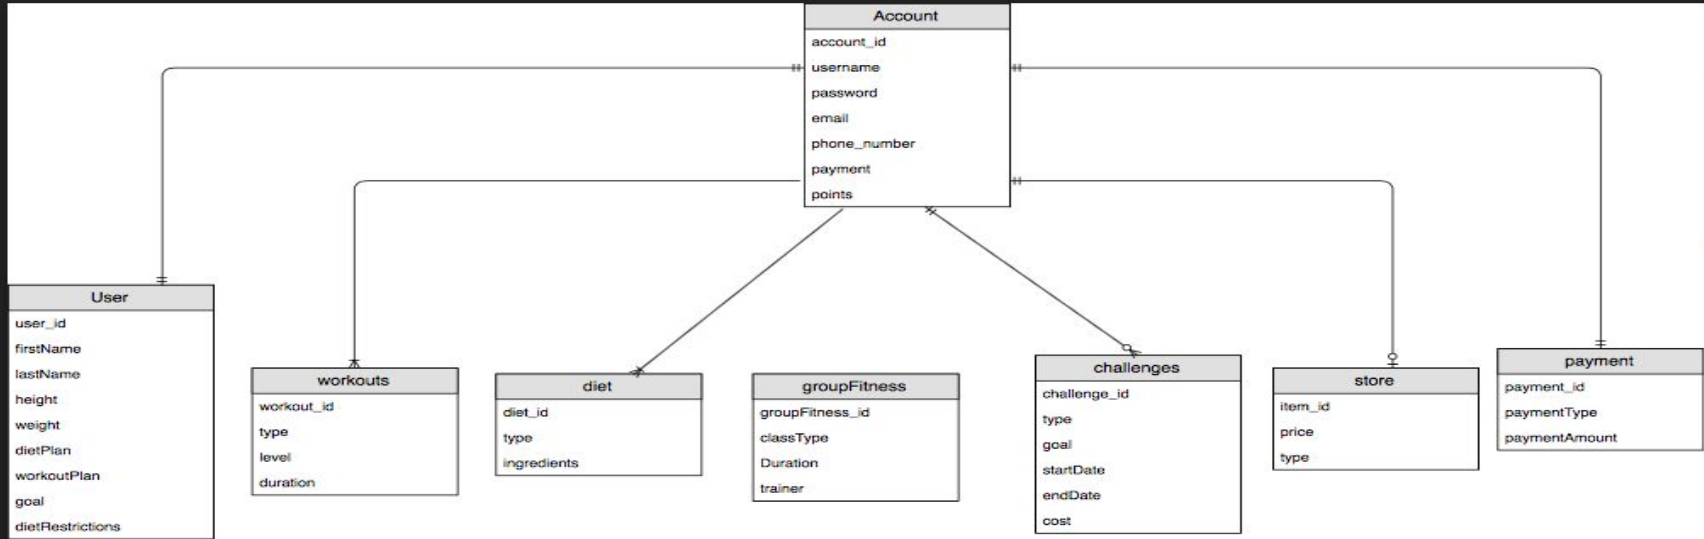 Account
account_id
username
password
email
phone_number
payment
points
User
user_id
firstName
lastName
height
weight
dietPlan
workoutPlan
goal
dietRestrictions
workouts
workout_id
type
level
duration
diet
diet_id
type
ingredients
groupFitness
groupFitness_id
classType
Duration
trainer
challenges
challenge_id
type
goal
startDate
endDate
cost
store
item_id
price
type
payment
payment_id
paymentType
paymentAmount